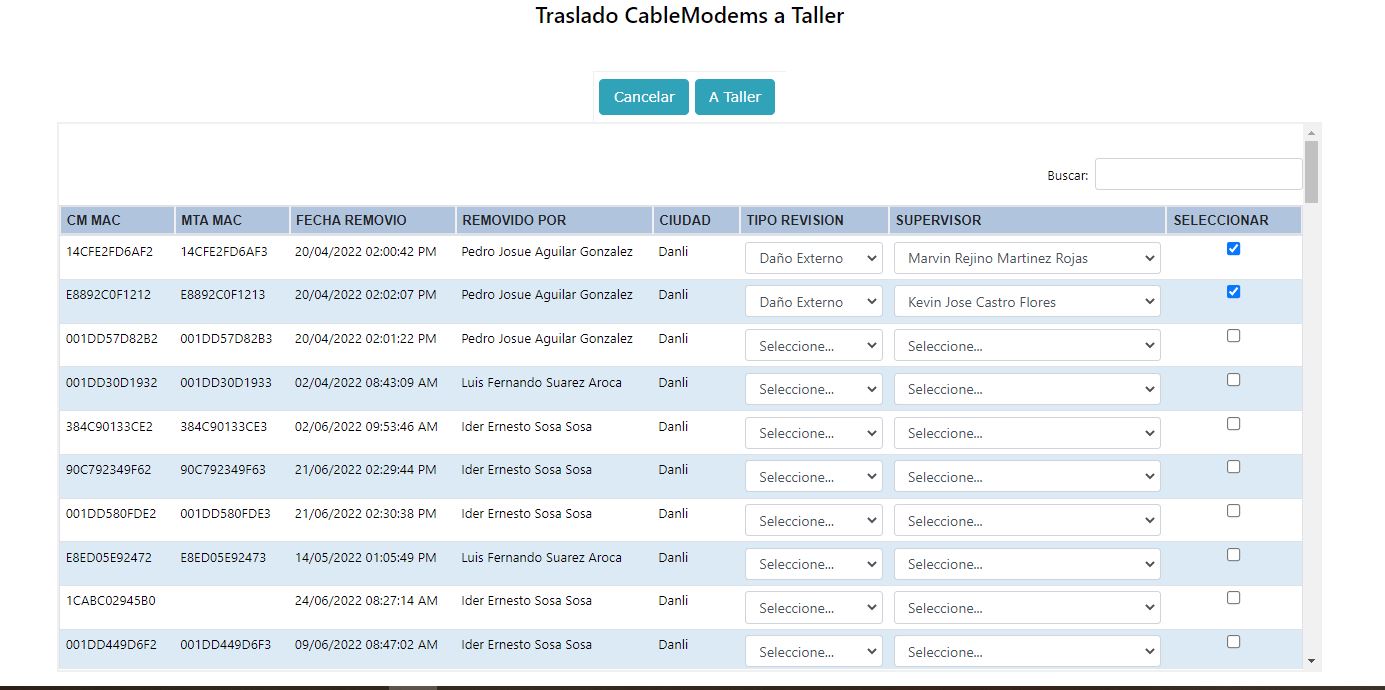 Traslado CableModems a Taller
Cancelar A Taller
Buscar:
CM MAC MTA MAC FECHA REMOVIO REMOVIDO POR CIUDAD TIPO REVISION SUPERVISOR SELECCIONAR
14CFE2FD6AF2 14CFE2FD6AF3 20/04/2022 02:00:42 PM Pedro Josue Aguilar Gonzalez Danli Daño Externo Marvin Rejino Martinez Rojas
E8892C0F1212 E8892C0F1213 20/04/2022 02:02:07 PM Pedro Josue Aguilar Gonzalez Danli Daño Externo Kevin Jose Castro Flores
001DD57D82B2 001DD57D82B3 20/04/2022 02:01:22 PM Pedro Josue Aguilar Gonzalez Danli Seleccione... Seleccione...
001DD30D1932 001DD30D1933 02/04/2022 08:43:09 AM Luis Fernando Suarez Aroca Danli Seleccione... Seleccione...
384C90133CE2 384C90133CE3 02/06/2022 09:53:46 AM Ider Ernesto Sosa Sosa Danli Seleccione... Seleccione...
90C792349F62 90C792349F63 21/06/2022 02:29:44 PM Ider Ernesto Sosa Sosa Danli Seleccione... Seleccione...
001DD580FDE2 001DD580FDE3 21/06/2022 02:30:38 PM Ider Ernesto Sosa Sosa Danli Seleccione... Seleccione...
E8ED05E92472 E8ED05E92473 14/05/2022 01:05:49 PM Luis Fernando Suarez Aroca Danli Seleccione... Seleccione...
1CABC02945B0 24/06/2022 08:27:14 AM Ider Ernesto Sosa Sosa Danli Seleccione... Seleccione...
001DD449D6F2 001DD449D6F3 09/06/2022 08:47:02 AM Ider Ernesto Sosa Sosa Danli Seleccione... Seleccione...